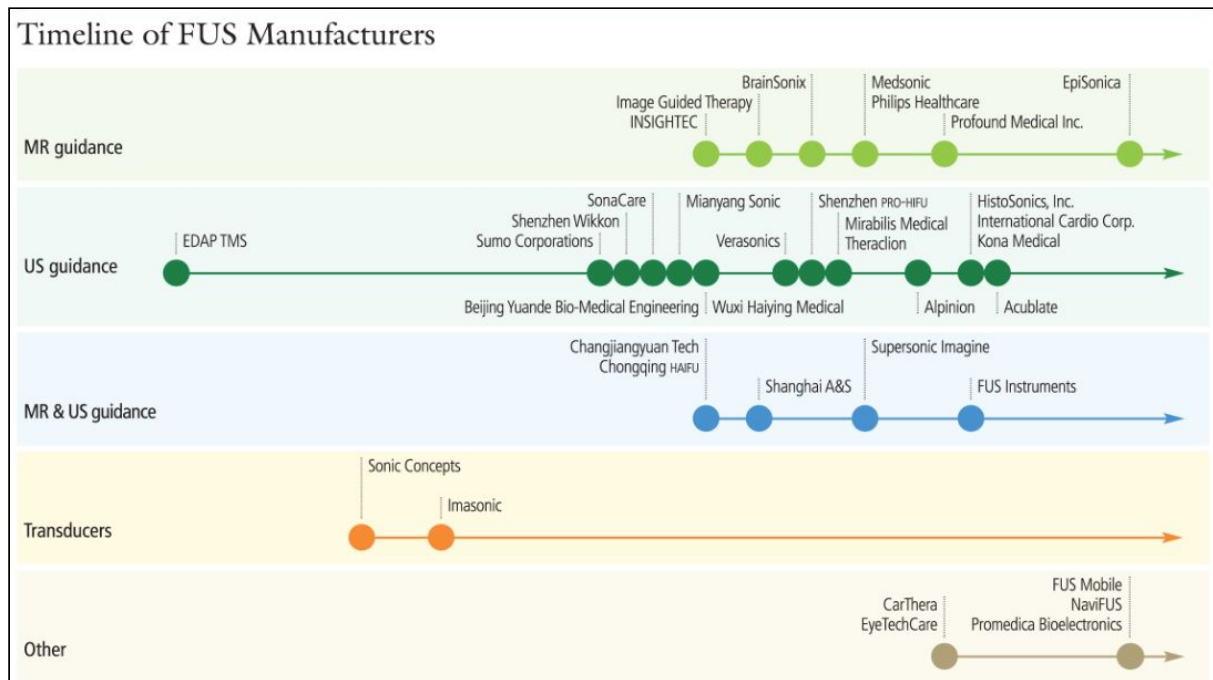 Timeline of FUS Manufacturers
BrainSonix
Medsonic
EpiSonica
Image Guided Therapy
Philips Healthcare
INSIGHTEC
Profound Medical Inc.
MR guidance
SonaCare
Mianyang Sonic
Shenzhen PRO-HIFU
HistoSonics, Inc.
Shenzhen Wikkon
Mirabilis Medical
International Cardio Corp.
EDAP TMS
Sumo Corporations
Verasonics
Theraclion
Kona Medical
US guidance
Beijing Yuande Bio-Medical Engineering
Wuxi Haiying Medical
Alpinion
Acublate
Changjiangyuan Tech
Supersonic Imagine
Chongqing HAIFU
Shanghai A&S
FUS Instruments
MR & US guidance
Sonic Concepts
Imasonic
Transducers
FUS Mobile
CarThera
NaviFUS
EyeTechCare
Promedica Bioelectronics
Other